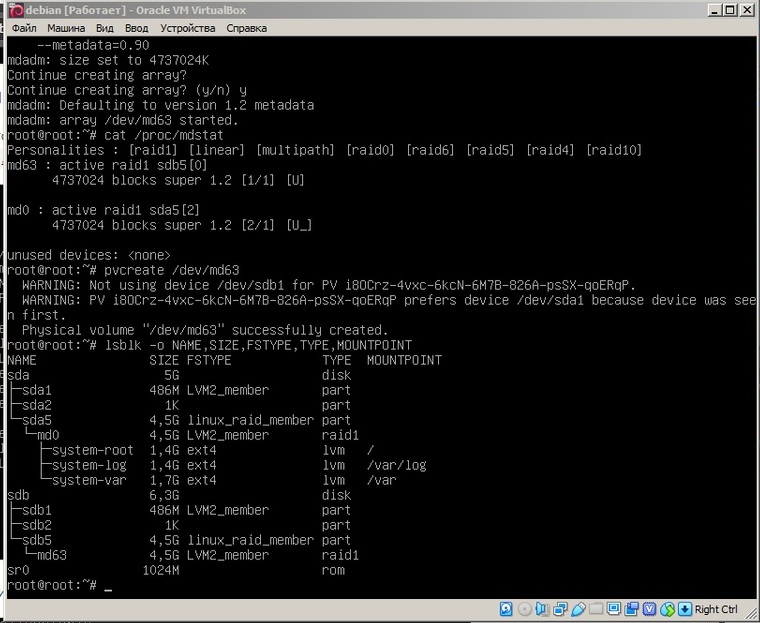 debian [Работает] - Oracle VM VirtualBox
Файл Машина Вид Ввод Устройства Справка
--metadata=0.90
mdadm: size set to 4737024K
Continue creating array?
Continue creating array? (y/n) y
mdadm: Defaulting to version 1.2 metadata
mdadm: array /dev/md63 started.
root@root:~# cat /proc/mdstat
Personalities : [raid1] [linear] [multipath] [raid0] [raid6] [raid5] [raid4] [raid10]
md63 : active raid1 sdb5[0]
4737024 blocks super 1.2 [1/1] [U]
md0 : active raid1 sda5[2]
4737024 blocks super 1.2 [2/1] [U_]
unused devices: <none>
root@root:~# pvcreate /dev/md63
WARNING: Not using device /dev/sdb1 for PV i8OCrz-4vxc-6kcN-6M7B-826A-psSX-qoERqP.
WARNING: PV i8OCrz-4vxc-6kcN-6M7B-826A-psSX-qoERqP prefers device /dev/sda1 because device was see
n first.
Physical volume "/dev/md63" successfully created.
root@root:~# lsblk -o NAME,SIZE,FSTYPE,TYPE,MOUNTPOINT
NAME SIZE FSTYPE TYPE MOUNTPOINT
sda 5G disk
├─sda1 486M LVM2_member part
├─sda2 1K part
└─sda5 4,5G linux_raid_member part
└─md0 4,5G LVM2_member raid1
├─system-root 1,4G ext4 lvm /
├─system-log 1,4G ext4 lvm /var/log
└─system-var 1,7G ext4 lvm /var
sdb 6,3G disk
├─sdb1 486M LVM2_member part
├─sdb2 1K part
└─sdb5 4,5G linux_raid_member part
└─md63 4,5G LVM2_member raid1
sr0 1024M rom
root@root:~# _
Right Ctrl